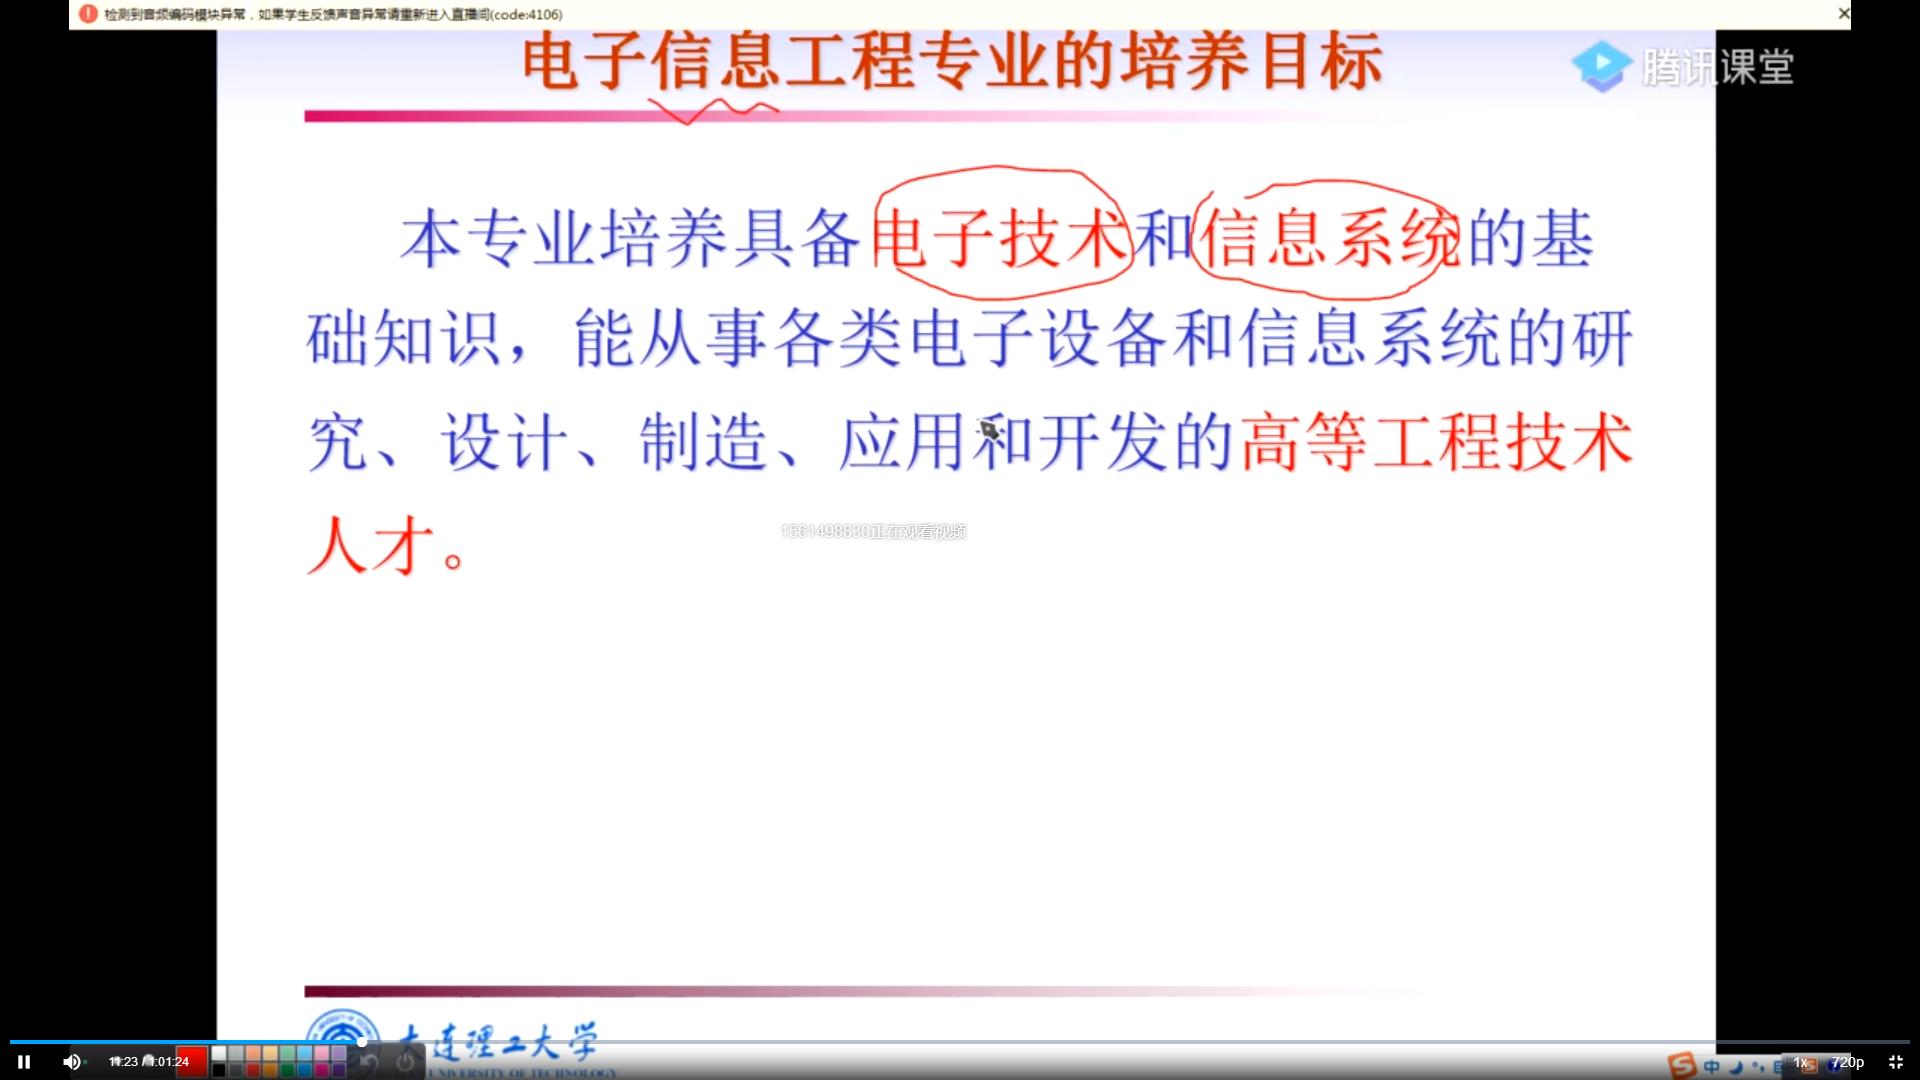 检测到音频编码模块异常，如果学生反馈声音异常请重新进入直播间(code:4106)
电子信息工程专业的培养目标
腾讯课堂
本专业培养具备电子技术和信息系统的基
础知识，能从事各类电子设备和信息系统的研
究、设计、制造、应用和开发的高等工程技术
人才。
1561498830正在观看视频
大连理工大学
UNIVERSITY OF TECHNOLOGY
11:23 / 1:01:24
中
1x
720p